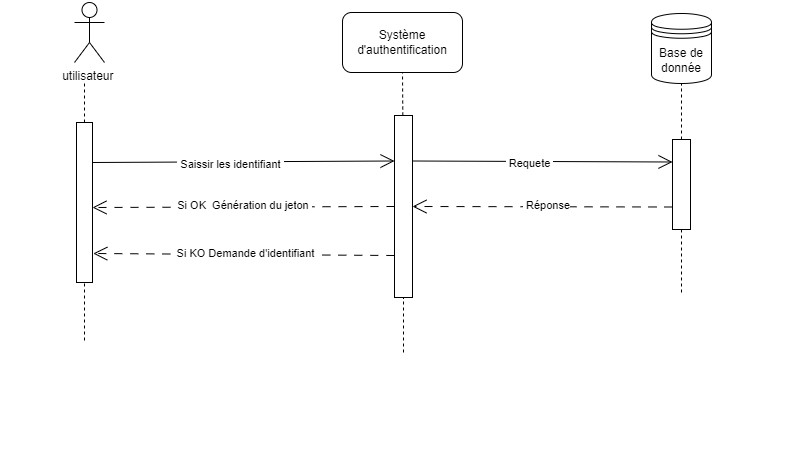 Système
d'authentification
Base de
donnée
utilisateur
Saissir les identifiant
Requete
Si OK Génération du jeton
Réponse
Si KO Demande d'identifiant